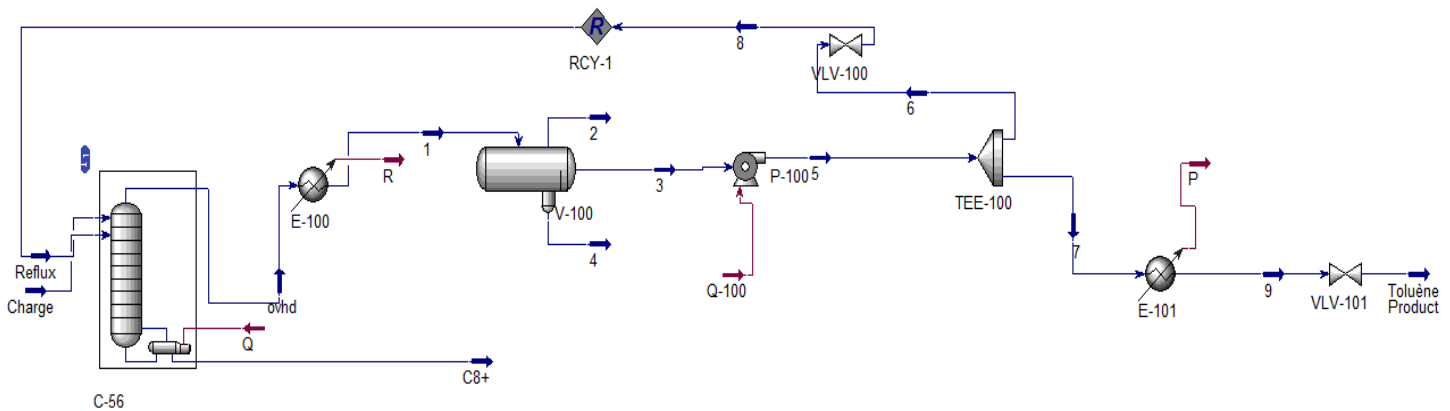 R
8
RCY-1
VLV-100
6
LT
1
2
R
3
P-100
5
E-100
V-100
TEE-100
4
7
P
Reflux
Charge
ovhd
Q
Q-100
E-101
9
VLV-101
Toluène
Product
C8+
C-56